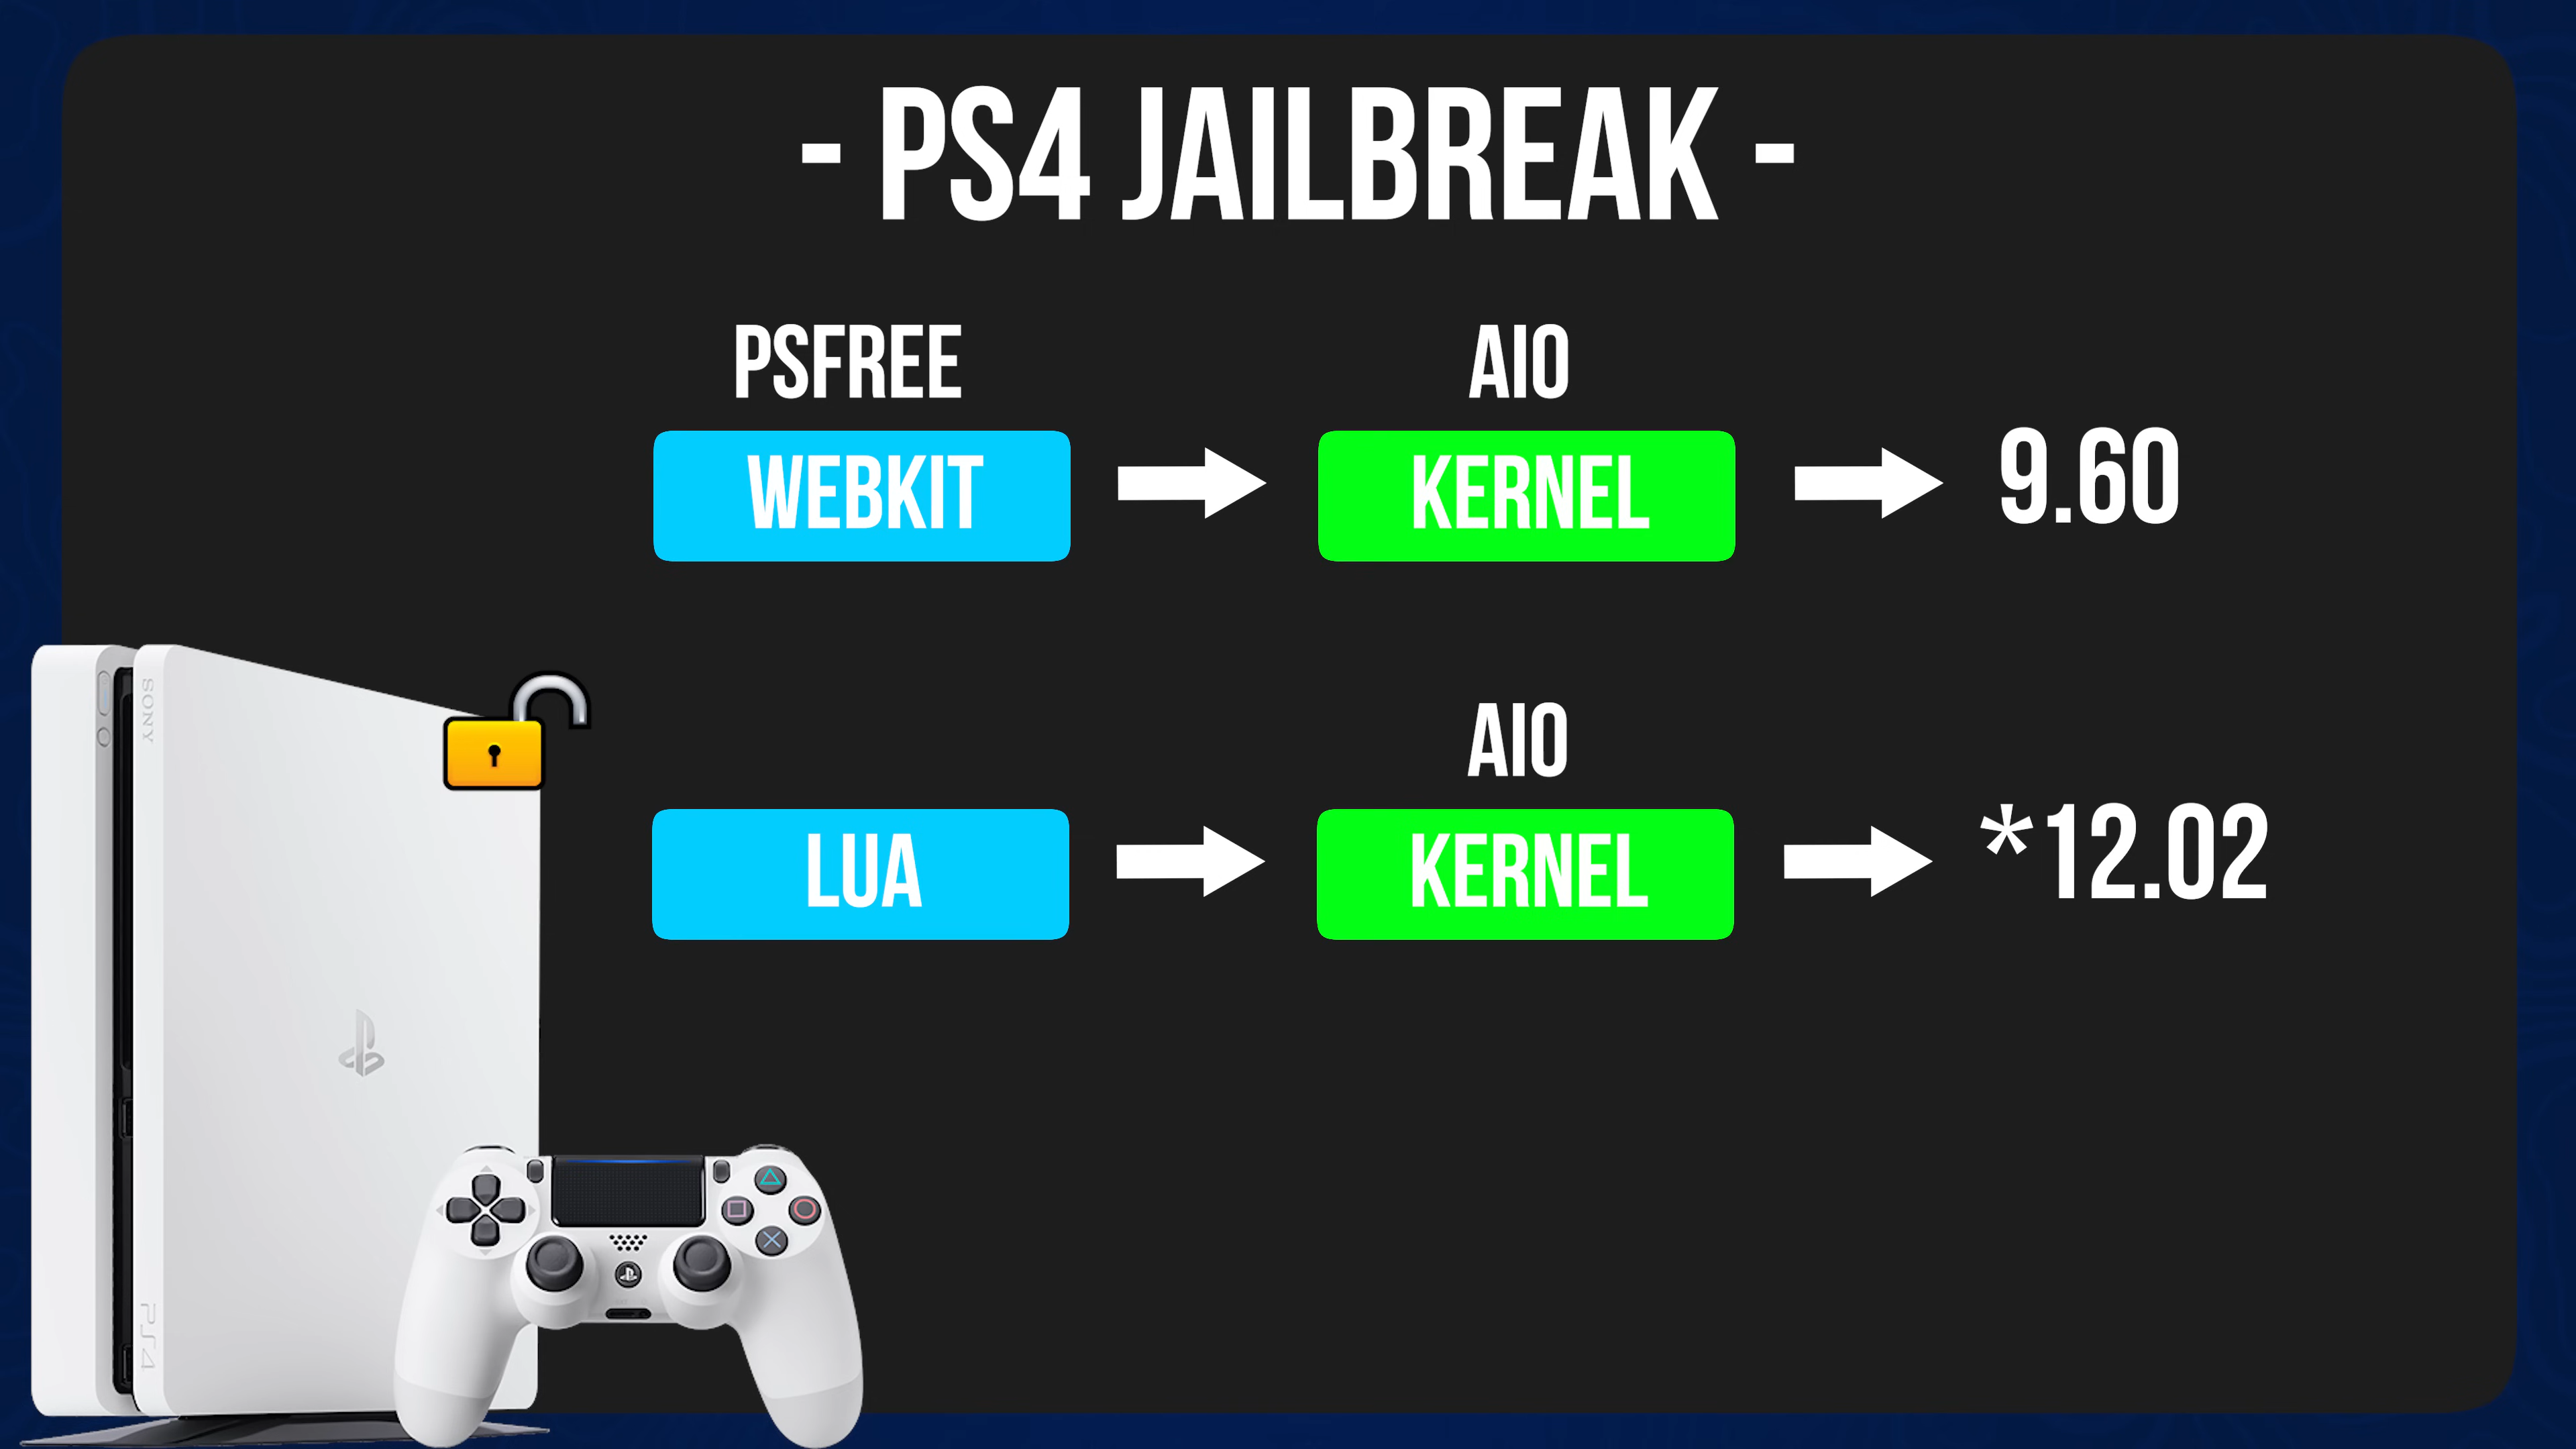 - PS4 JAILBREAK -
PSFREE
AIO
WEBKIT
KERNEL
9.60
AIO
LUA
KERNEL
*12.02
SONY
PS4